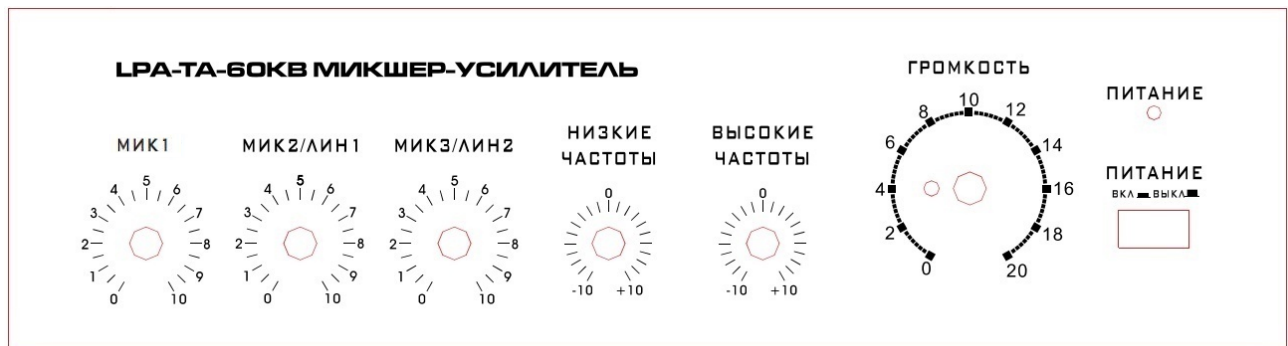 LPA-TA-60КВ МИКШЕР-УСИЛИТЕЛЬ
МИК1
0 1 2 3 4 5 6 7 8 9 10
МИК2/ЛИН1
0 1 2 3 4 5 6 7 8 9 10
МИК3/ЛИН2
0 1 2 3 4 5 6 7 8 9 10
НИЗКИЕ
ЧАСТОТЫ
0
-10 +10
ВЫСОКИЕ
ЧАСТОТЫ
0
-10 +10
ГРОМКОСТЬ
0 2 4 6 8 10 12 14 16 18 20
ПИТАНИЕ
ПИТАНИЕ
ВКЛ ВЫКЛ